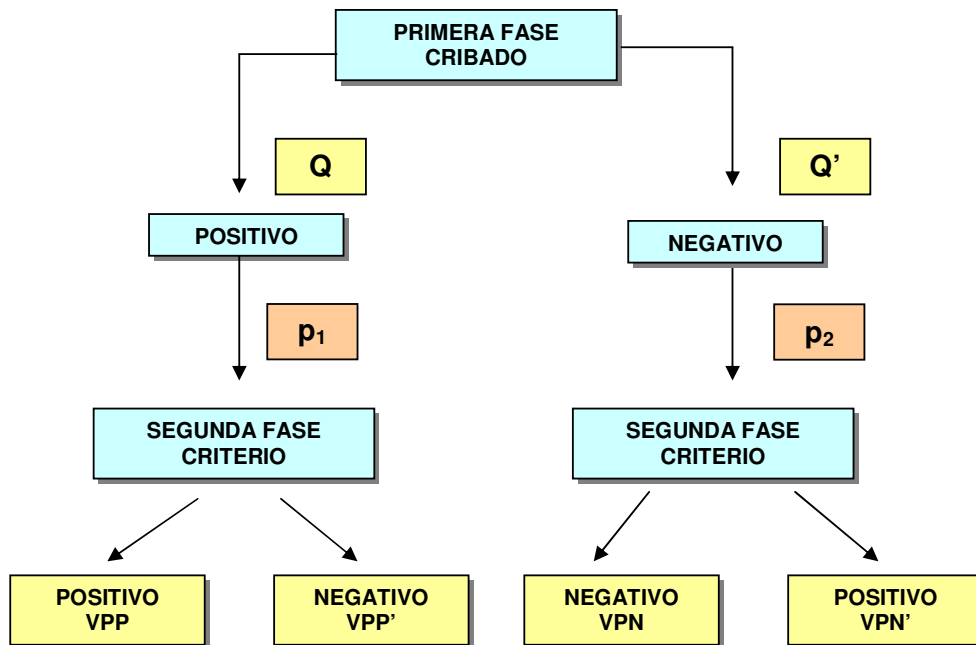 PRIMERA FASE
CRIBADO
Q
Q’
POSITIVO
NEGATIVO
p₁
p₂
SEGUNDA FASE
CRITERIO
SEGUNDA FASE
CRITERIO
POSITIVO
VPP
NEGATIVO
VPP’
NEGATIVO
VPN
POSITIVO
VPN’